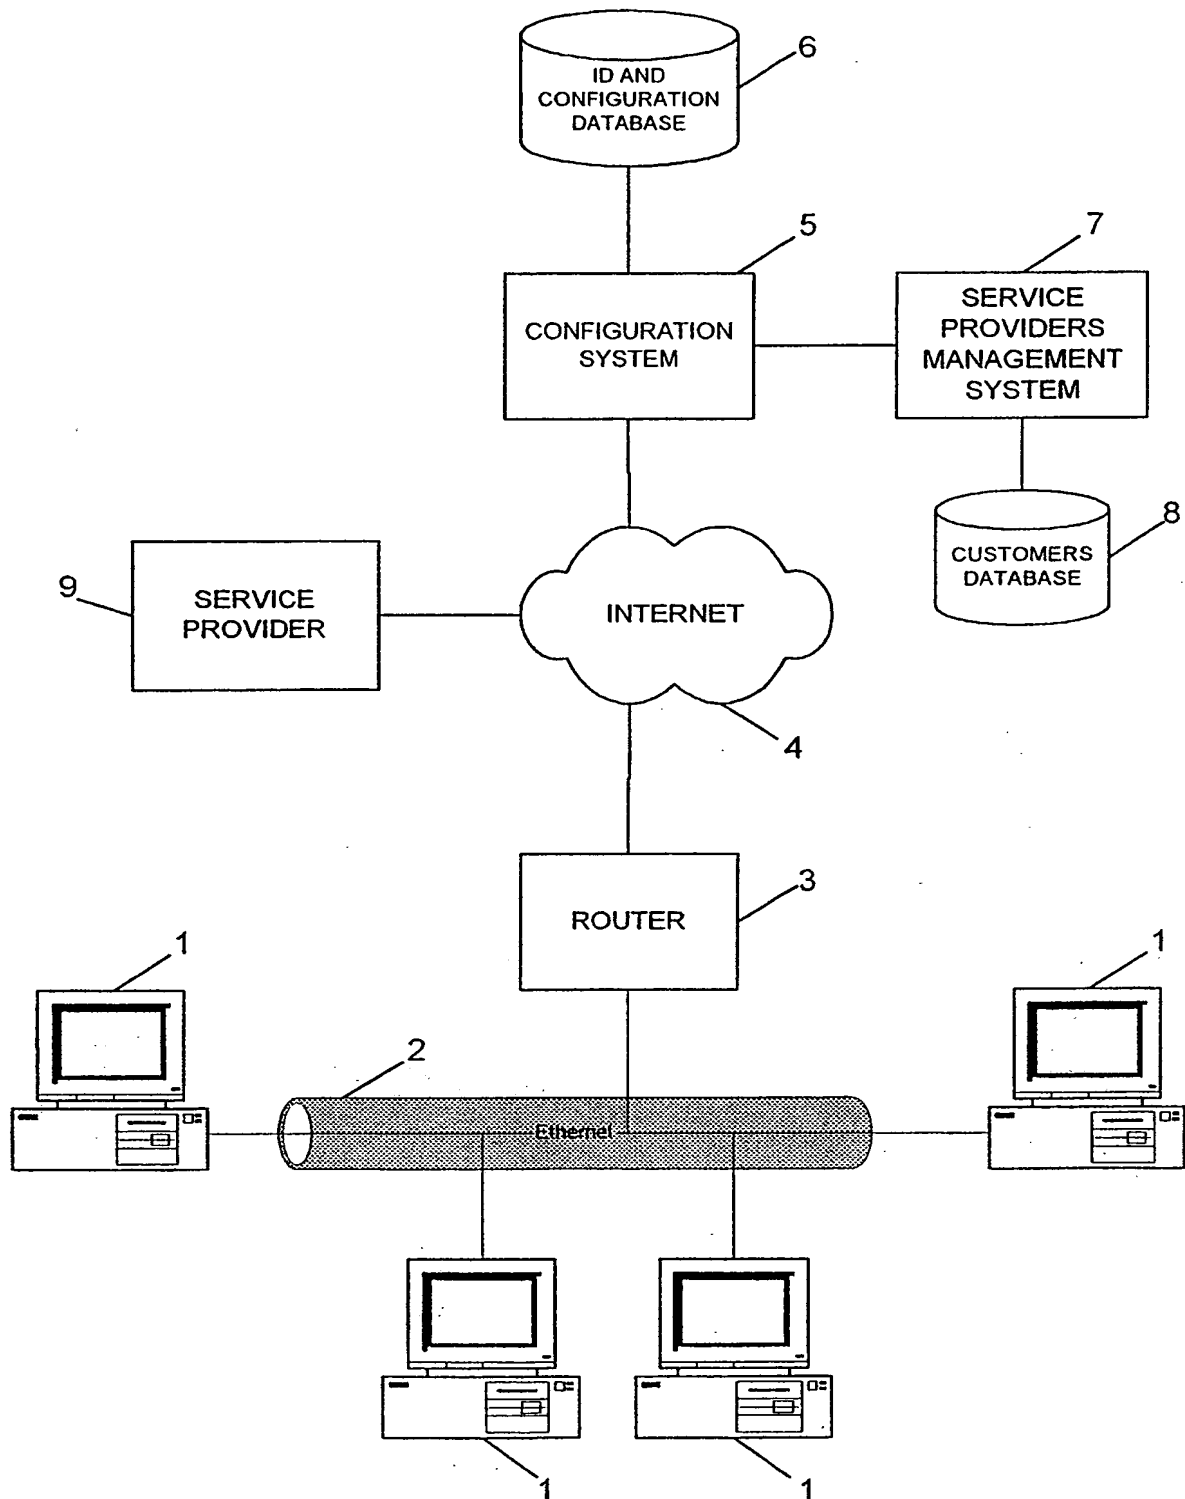 6
ID AND
CONFIGURATION
DATABASE
5
7
CONFIGURATION
SYSTEM
SERVICE
PROVIDERS
MANAGEMENT
SYSTEM
8
CUSTOMERS
DATABASE
9
SERVICE
PROVIDER
INTERNET
4
3
ROUTER
1
1
2
Ethernet
1
1